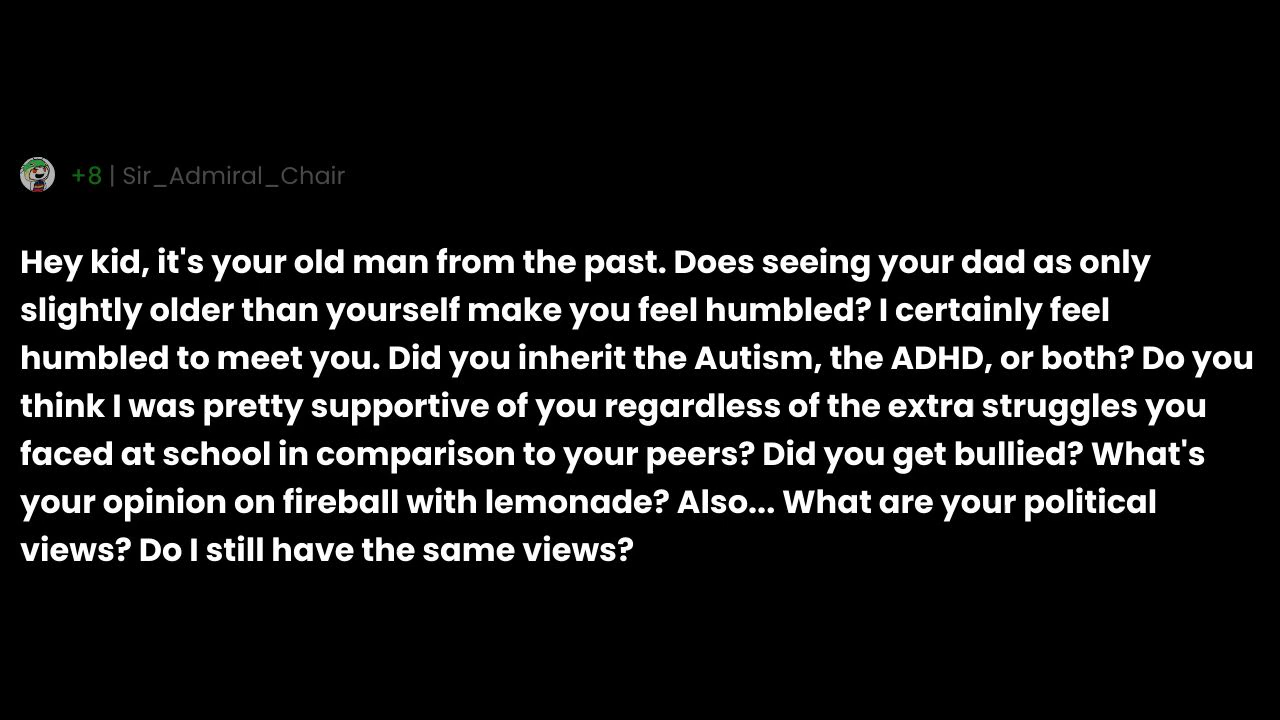 +8 | Sir_Admiral_Chair
Hey kid, it's your old man from the past. Does seeing your dad as only
slightly older than yourself make you feel humbled? I certainly feel
humbled to meet you. Did you inherit the Autism, the ADHD, or both? Do you
think I was pretty supportive of you regardless of the extra struggles you
faced at school in comparison to your peers? Did you get bullied? What's
your opinion on fireball with lemonade? Also... What are your political
views? Do I still have the same views?